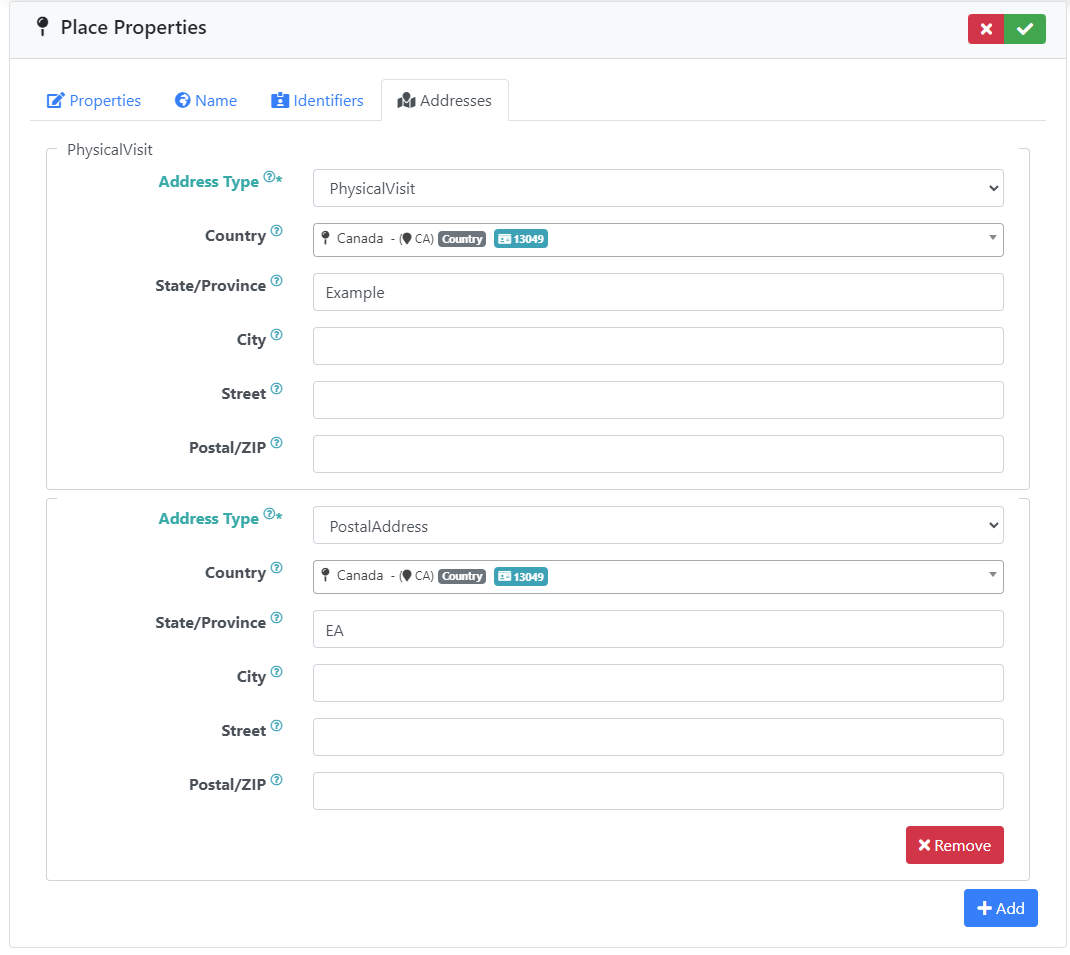 Place Properties
Properties Name Identifiers Addresses
PhysicalVisit
Address Type ?* PhysicalVisit
Country ? Canada - ( CA) Country 13049
State/Province ? Example
City ?
Street ?
Postal/ZIP ?
Address Type ?* PostalAddress
Country ? Canada - ( CA) Country 13049
State/Province ? EA
City ?
Street ?
Postal/ZIP ?
Remove
Add